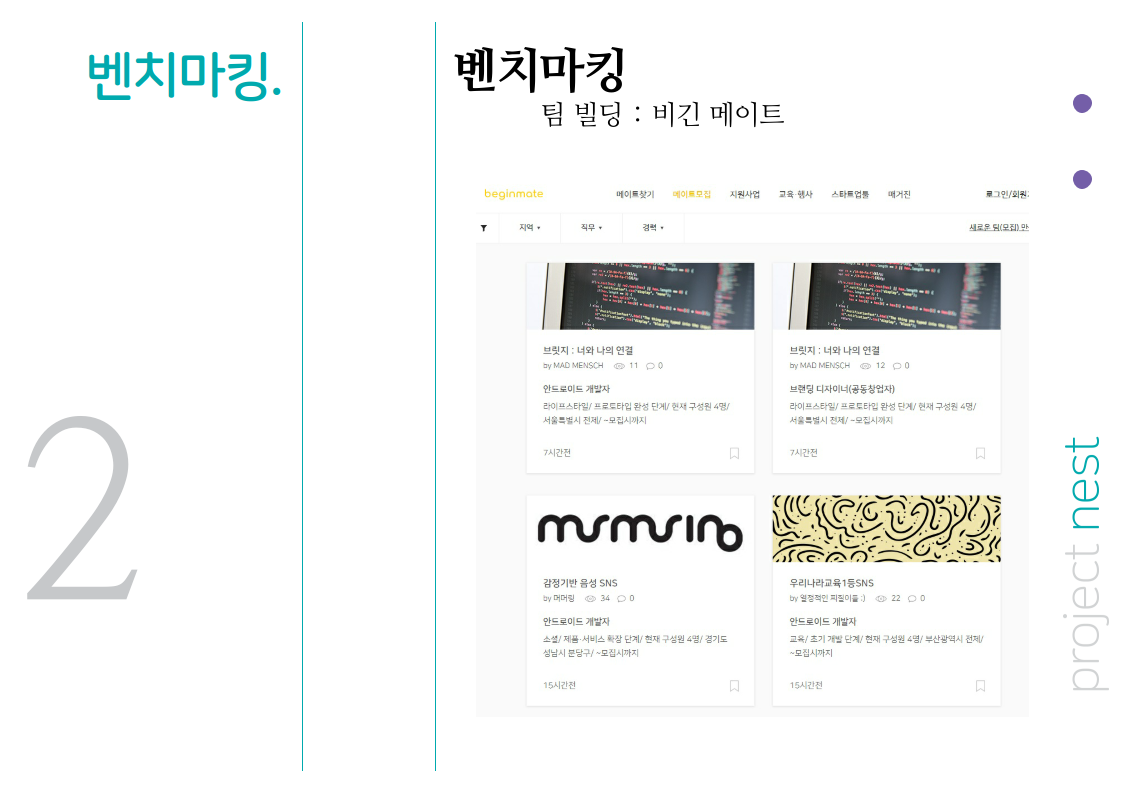 벤치마킹.
2
벤치마킹
팀 빌딩 : 비긴 메이트
beginmate 메이트찾기 메이트모집 지원사업 교육·행사 스타트업툴 매거진 로그인/회원
지역 직무 경력 새로운 팀(모집) 만
브릿지 : 너와 나의 연결
by MAD MENSCH 11 0
안드로이드 개발자
라이프스타일/ 프로토타입 완성 단계/ 현재 구성원 4명/
서울특별시 전체/ ~모집시까지
7시간전
브릿지 : 너와 나의 연결
by MAD MENSCH 12 0
브랜딩 디자이너(공동창업자)
라이프스타일/ 프로토타입 완성 단계/ 현재 구성원 4명/
서울특별시 전체/ ~모집시까지
7시간전
감정기반 음성 SNS
by 머머링 34 0
안드로이드 개발자
소셜/ 제품·서비스 확장 단계/ 현재 구성원 4명/ 경기도
성남시 분당구/ ~모집시까지
15시간전
우리나라교육1등SNS
by 열정적인 찌질이들 :) 22 0
안드로이드 개발자
교육/ 초기 개발 단계/ 현재 구성원 4명/ 부산광역시 전체/
~모집시까지
15시간전
project nest